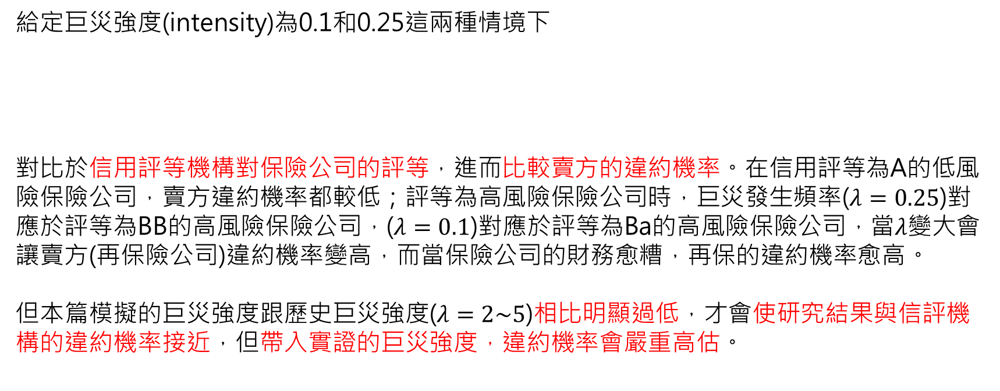 給定巨災強度(intensity)為0.1和0.25這兩種情境下
對比於信用評等機構對保險公司的評等，進而比較賣方的違約機率。在信用評等為A的低風
險保險公司，賣方違約機率都較低；評等為高風險保險公司時，巨災發生頻率(𝜆 = 0.25)對
應於評等為BB的高風險保險公司，(𝜆 = 0.1)對應於評等為Ba的高風險保險公司，當𝜆變大會
讓賣方(再保險公司)違約機率變高，而當保險公司的財務愈糟，再保的違約機率愈高。
但本篇模擬的巨災強度跟歷史巨災強度(𝜆 = 2~5)相比明顯過低，才會使研究結果與信評機
構的違約機率接近，但帶入實證的巨災強度，違約機率會嚴重高估。